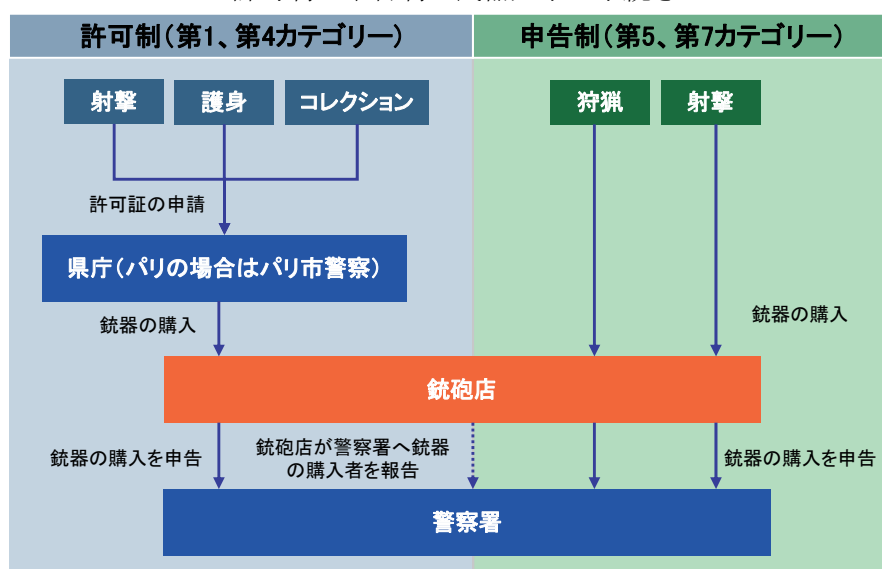 許可制（第1、第4カテゴリー）
申告制（第5、第7カテゴリー）
射撃
護身
コレクション
狩猟
射撃
許可証の申請
県庁（パリの場合はパリ市警察）
銃器の購入
銃器の購入
銃砲店
銃器の購入を申告
銃砲店が警察署へ銃器
の購入者を報告
銃器の購入を申告
警察署